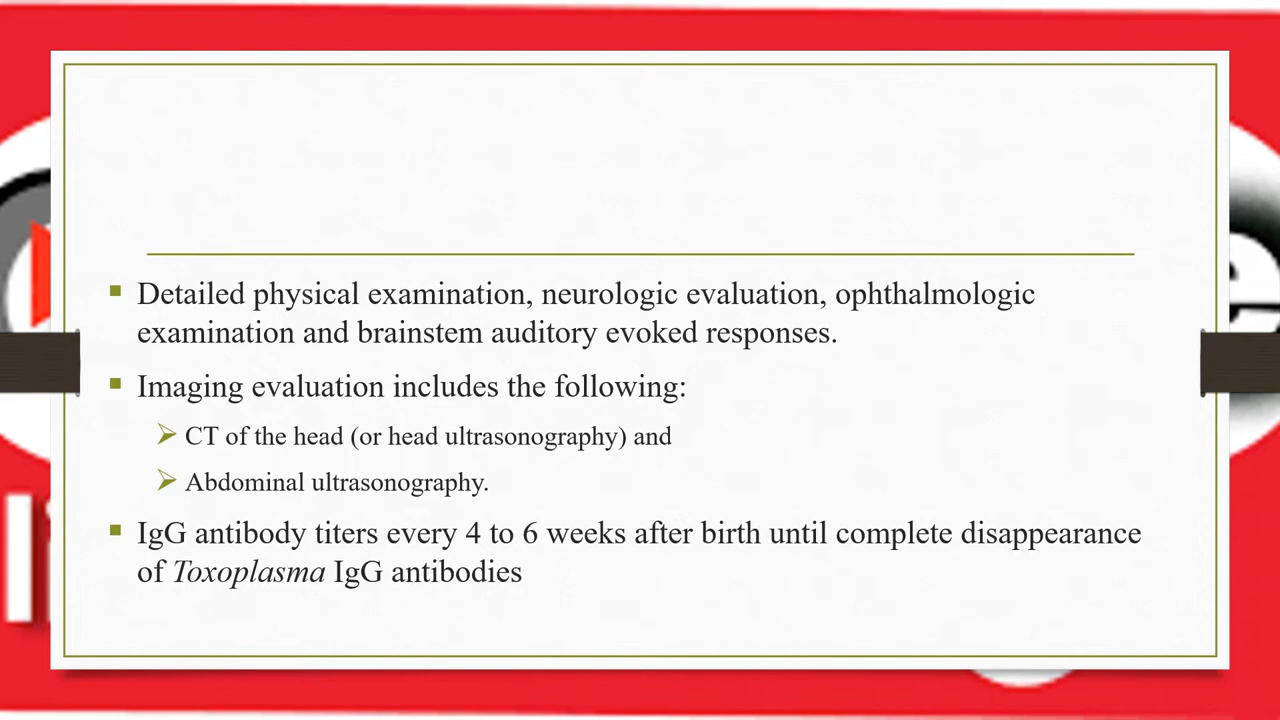 Detailed physical examination, neurologic evaluation, ophthalmologic
examination and brainstem auditory evoked responses.
Imaging evaluation includes the following:
CT of the head (or head ultrasonography) and
Abdominal ultrasonography.
IgG antibody titers every 4 to 6 weeks after birth until complete disappearance
of Toxoplasma IgG antibodies